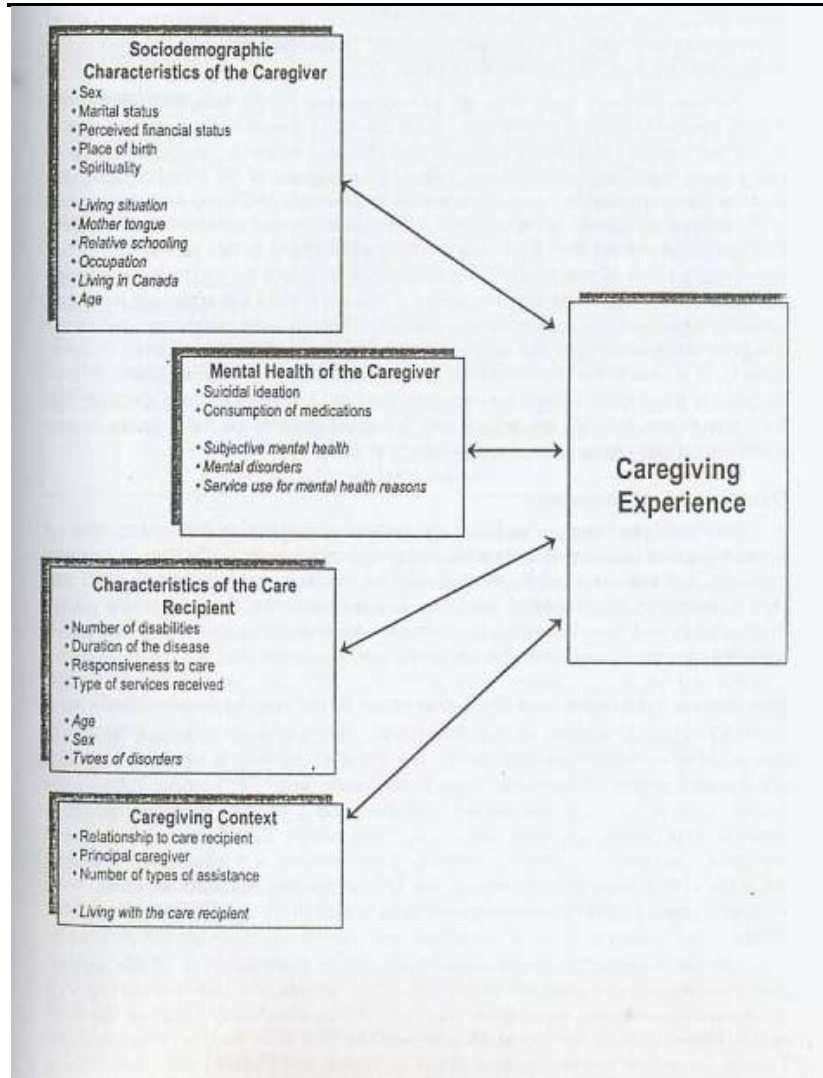 Sociodemographic
Characteristics of the Caregiver
• Sex
• Marital status
• Perceived financial status
• Place of birth
• Spirituality
• Living situation
• Mother tongue
• Relative schooling
• Occupation
• Living in Canada
• Age
Mental Health of the Caregiver
• Suicidal ideation
• Consumption of medications
• Subjective mental health
• Mental disorders
• Service use for mental health reasons
Caregiving
Experience
Characteristics of the Care
Recipient
• Number of disabilities
• Duration of the disease
• Responsiveness to care
• Type of services received
• Age
• Sex
• Types of disorders
Caregiving Context
• Relationship to care recipient
• Principal caregiver
• Number of types of assistance
• Living with the care recipient